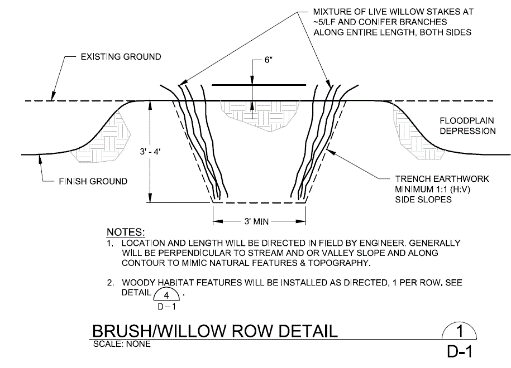 MIXTURE OF LIVE WILLOW STAKES AT
~5/LF AND CONIFER BRANCHES
ALONG ENTIRE LENGTH, BOTH SIDES
EXISTING GROUND
6"
FLOODPLAIN
DEPRESSION
3' - 4'
FINISH GROUND
TRENCH EARTHWORK
MINIMUM 1:1 (H:V)
SIDE SLOPES
3' MIN
NOTES:
1. LOCATION AND LENGTH WILL BE DIRECTED IN FIELD BY ENGINEER. GENERALLY
WILL BE PERPENDICULAR TO STREAM AND OR VALLEY SLOPE AND ALONG
CONTOUR TO MIMIC NATURAL FEATURES & TOPOGRAPHY.
2. WOODY HABITAT FEATURES WILL BE INSTALLED AS DIRECTED, 1 PER ROW. SEE
DETAIL 4 .
D-1
BRUSH/WILLOW ROW DETAIL
SCALE: NONE
1
D-1